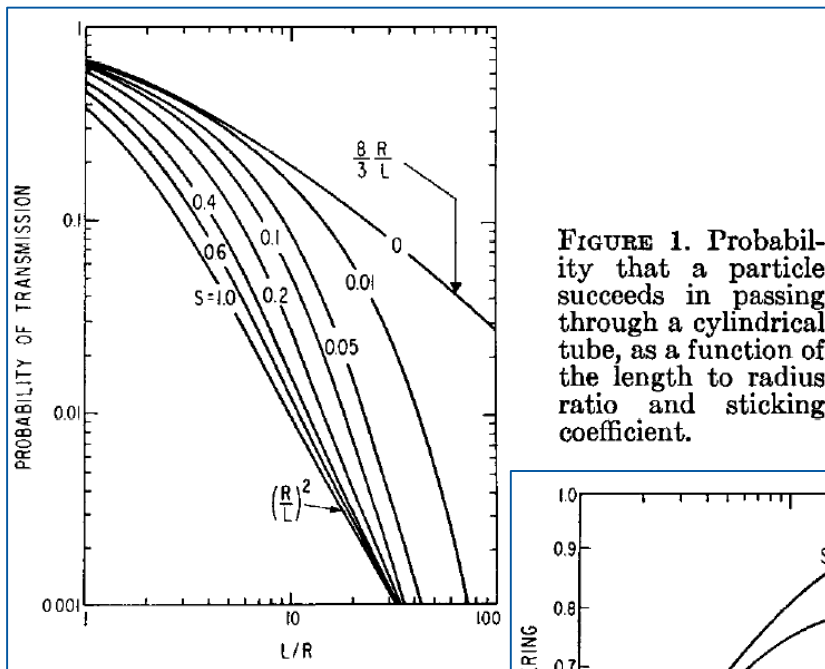 1
0.1
0.01
0.001
PROBABILITY OF TRANSMISSION
8/3 R/L
0
0.4
0.6
S=1.0
0.1
0.2
0.01
0.05
(R/L)²
1
10
100
L/R
FIGURE 1. Probabil-
ity that a particle
succeeds in passing
through a cylindrical
tube, as a function of
the length to radius
ratio and sticking
coefficient.
1.0
0.9
0.8
0.7
S
RING